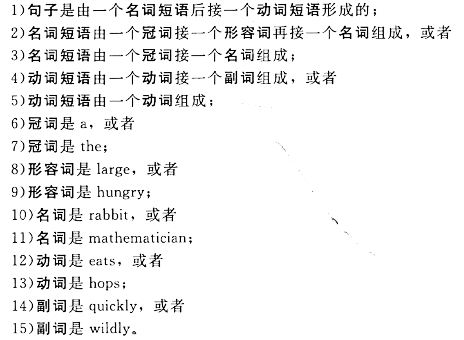 1)句子是由一个名词短语后接一个动词短语形成的;
2)名词短语由一个冠词接一个形容词再接一个名词组成，或者
3)名词短语由一个冠词接一个名词组成;
4)动词短语由一个动词接一个副词组成，或者
5)动词短语由一个动词组成;
6)冠词是 a，或者
7)冠词是 the;
8)形容词是 large，或者
9)形容词是 hungry;
10)名词是 rabbit，或者
11)名词是 mathematician;
12)动词是 eats，或者
13)动词是 hops;
14)副词是 quickly，或者
15)副词是 wildly。